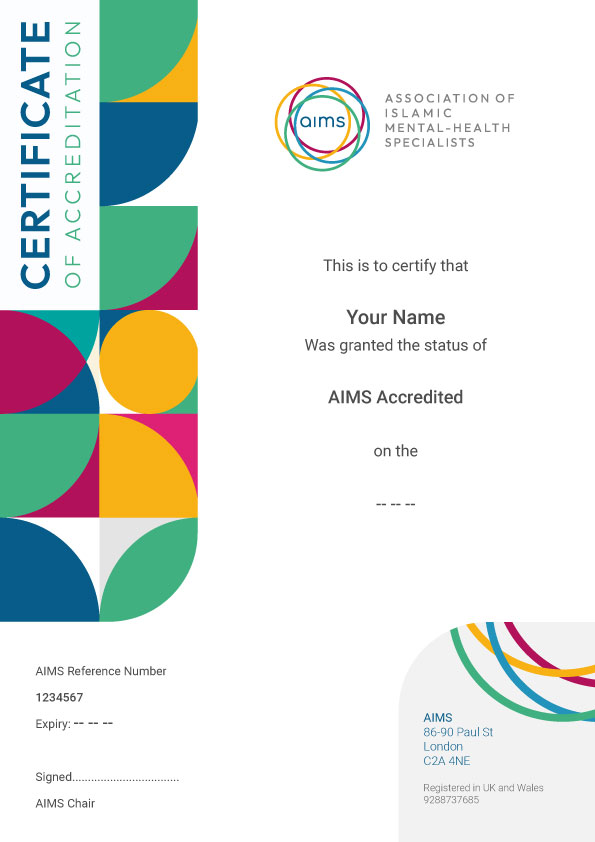 CERTIFICATE
OF ACCREDITATION
aims
ASSOCIATION OF
ISLAMIC
MENTAL-HEALTH
SPECIALISTS
This is to certify that
Your Name
Was granted the status of
AIMS Accredited
on the
-- -- --
AIMS Reference Number
1234567
Expiry: -- -- --
Signed..................................
AIMS Chair
AIMS
86-90 Paul St
London
C2A 4NE
Registered in UK and Wales
9288737685